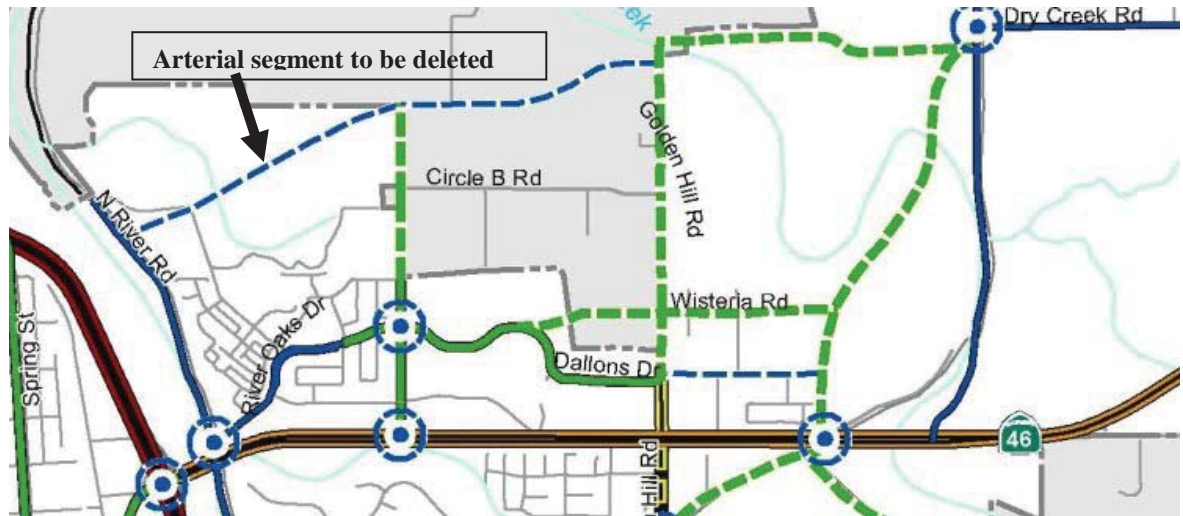 Creek
Dry Creek Rd
Arterial segment to be deleted
Golden Hill Rd
Circle B Rd
N River Rd
Wisteria Rd
River Oaks Dr
Spring St
Dallons Dr
46
Hill Rd